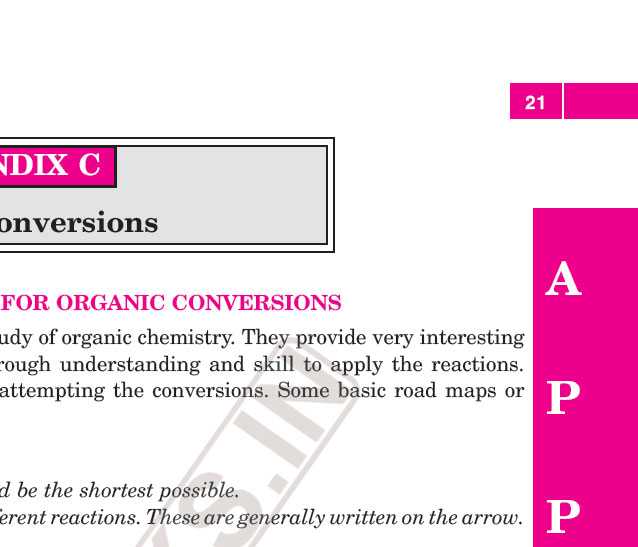 21
NDIX C
onversions
FOR ORGANIC CONVERSIONS
udy of organic chemistry. They provide very interesting
rough understanding and skill to apply the reactions.
attempting the conversions. Some basic road maps or
d be the shortest possible.
ferent reactions. These are generally written on the arrow.
A
P
P
KS.IN